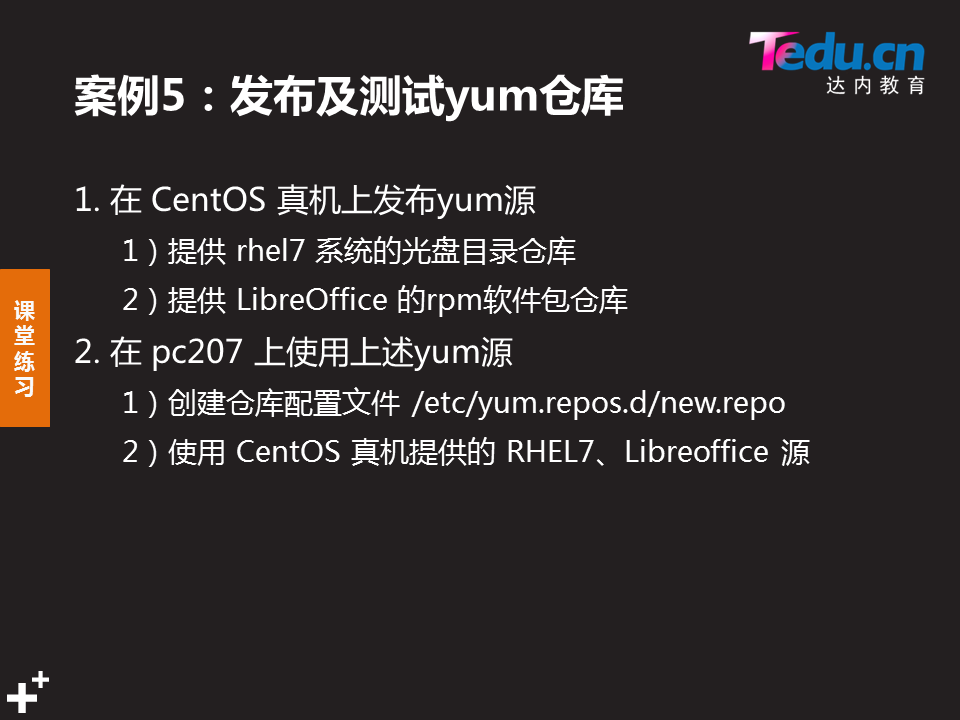 Tedu.cn
达内教育
案例5：发布及测试yum仓库
1. 在 CentOS 真机上发布yum源
1）提供 rhel7 系统的光盘目录仓库
2）提供 LibreOffice 的rpm软件包仓库
2. 在 pc207 上使用上述yum源
1）创建仓库配置文件 /etc/yum.repos.d/new.repo
2）使用 CentOS 真机提供的 RHEL7、Libreoffice 源
课堂练习